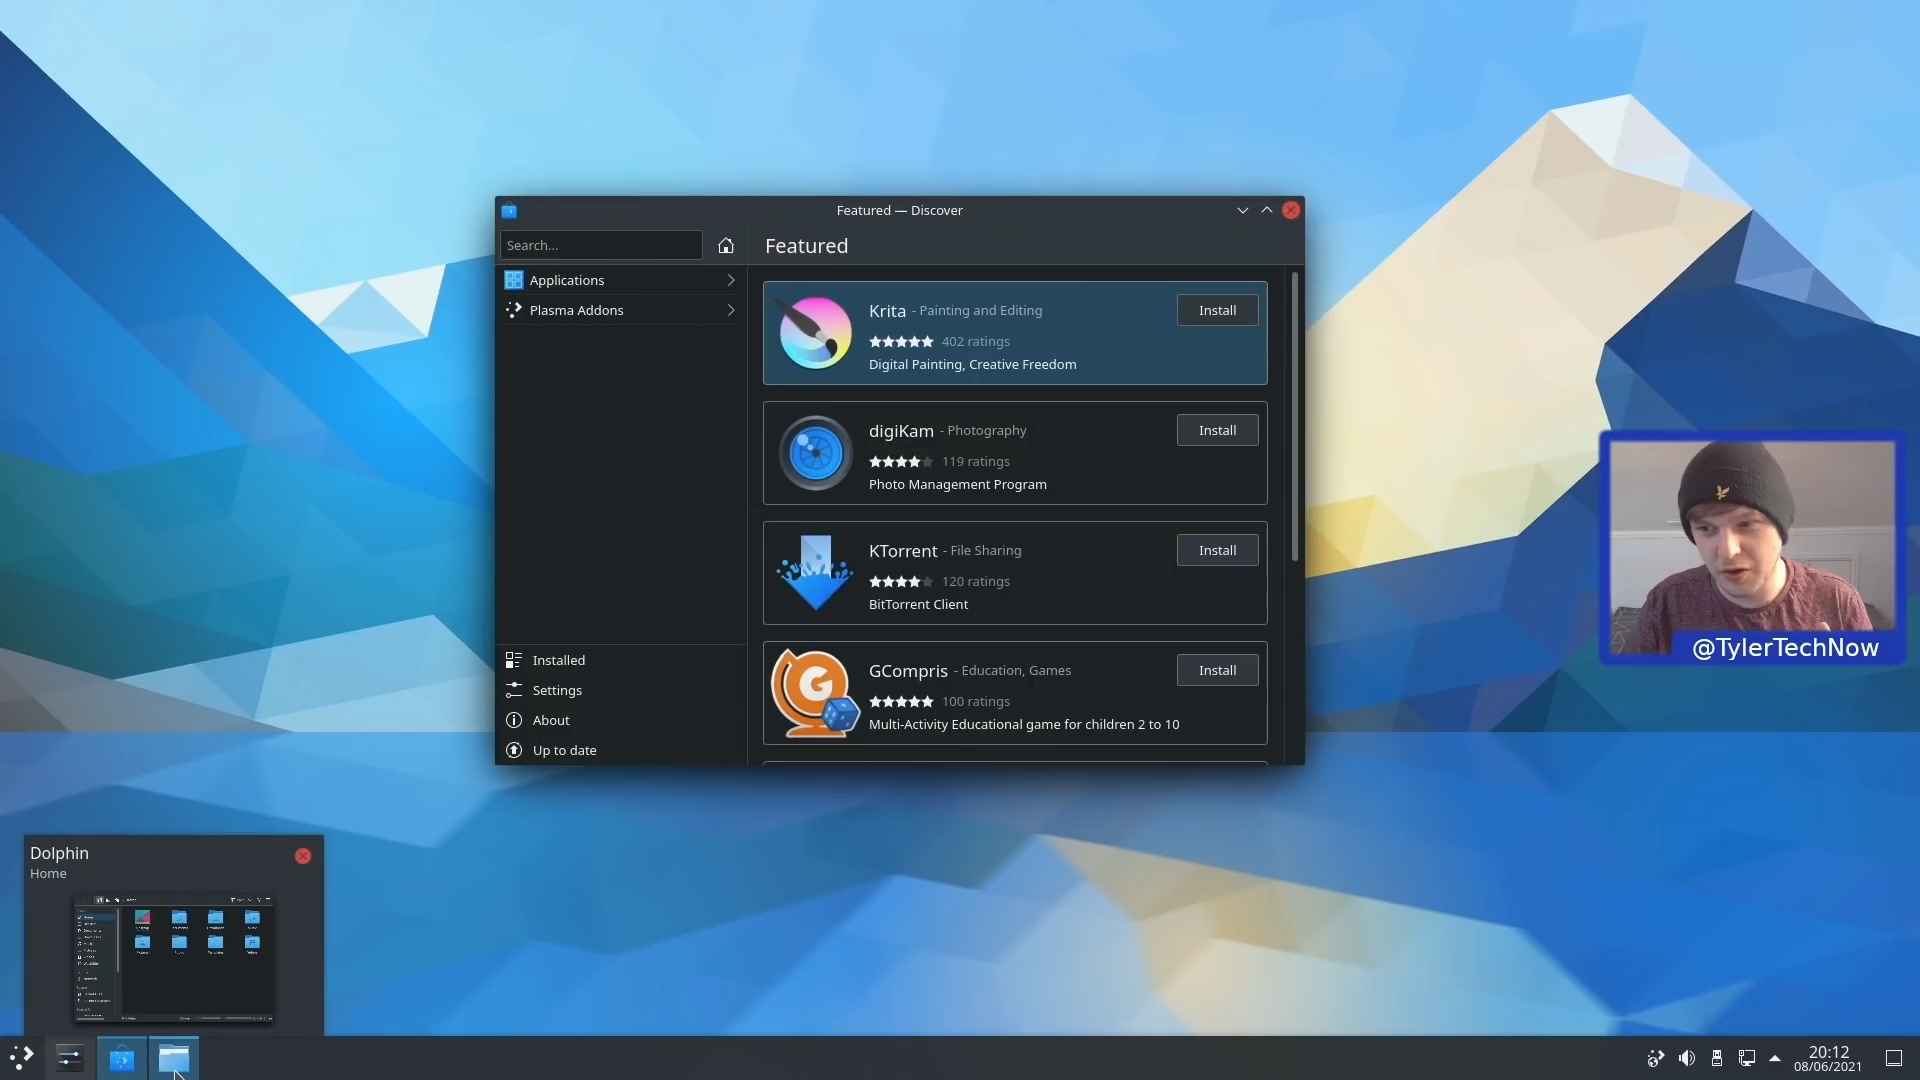 Featured — Discover
Search...
Featured
Applications
Plasma Addons
Krita - Painting and Editing
Install
402 ratings
Digital Painting, Creative Freedom
digiKam - Photography
Install
119 ratings
Photo Management Program
KTorrent - File Sharing
Install
120 ratings
BitTorrent Client
GCompris - Education, Games
Install
100 ratings
Multi-Activity Educational game for children 2 to 10
Installed
Settings
About
Up to date
@TylerTechNow
Dolphin
Home
20:12
08/06/2021